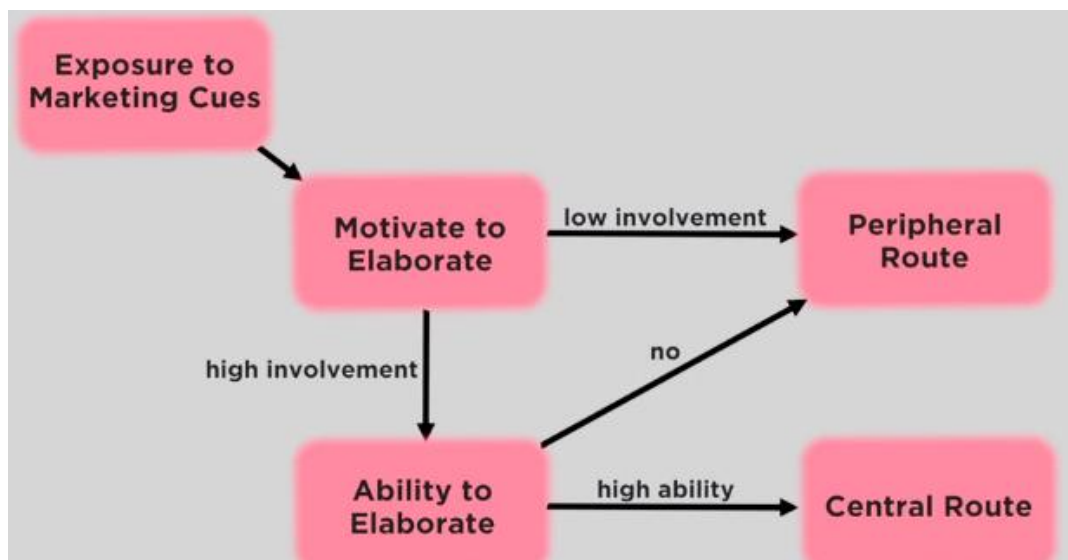 Exposure to
Marketing Cues
Motivate to
Elaborate
low involvement
Peripheral
Route
high involvement
no
Ability to
Elaborate
high ability
Central Route